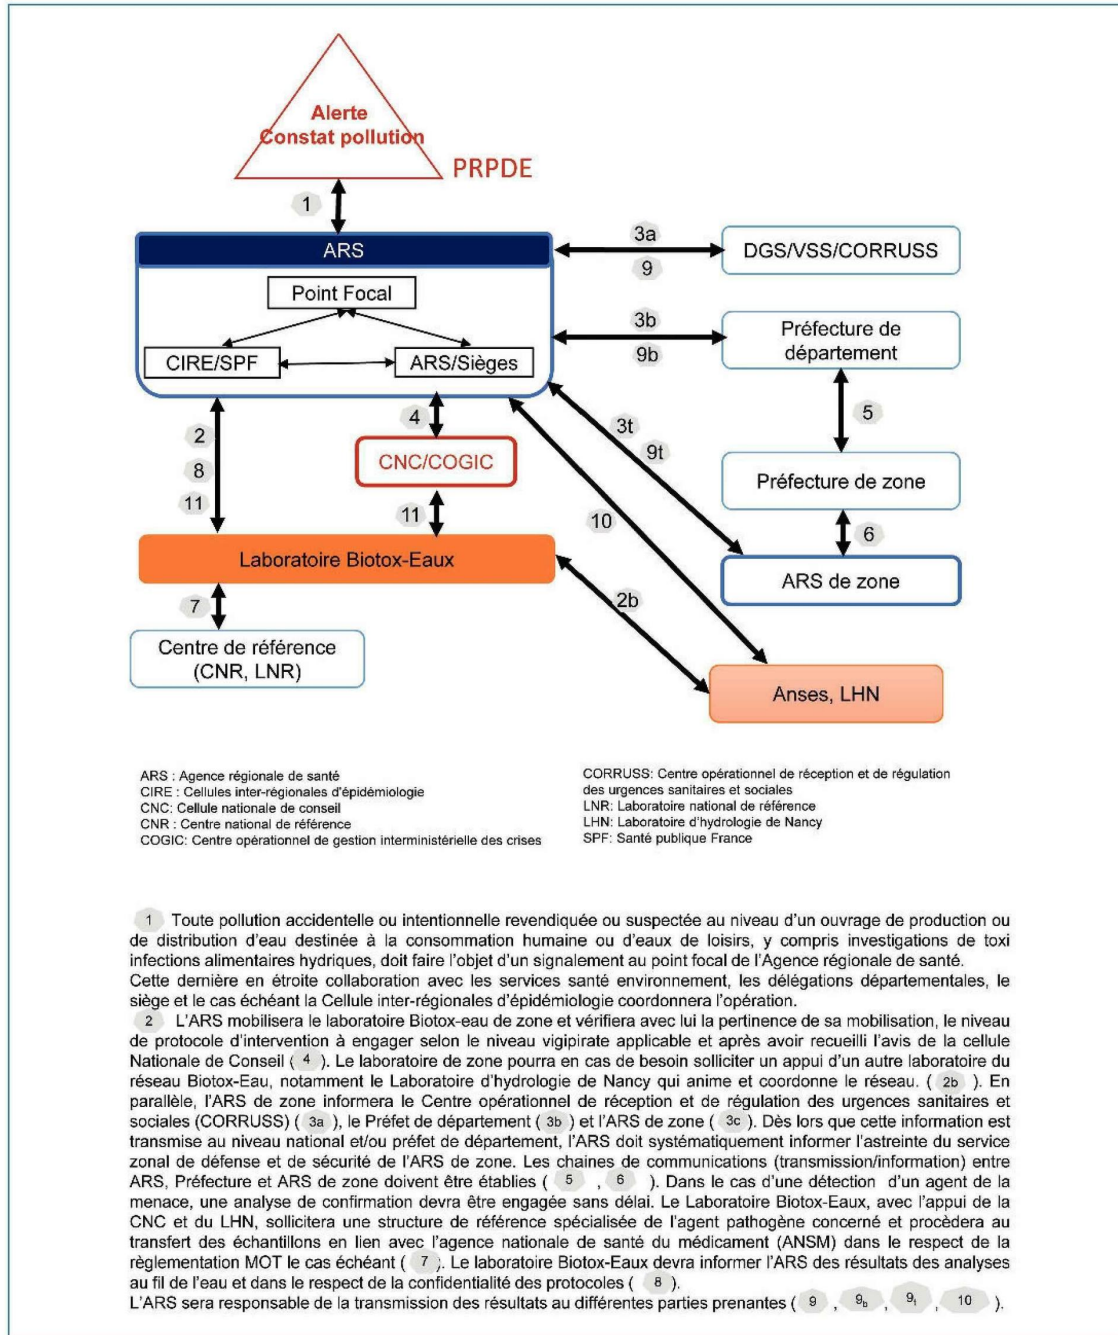 Alerte
Constat pollution
PRPDE
1
ARS
3a
9
DGS/VSS/CORRUSS
Point Focal
3b
9b
Préfecture de
département
CIRE/SPF
ARS/Sièges
4
5
2
8
11
3t
9t
CNC/COGIC
Préfecture de zone
11
10
6
Laboratoire Biotox-Eaux
ARS de zone
7
2b
Centre de référence
(CNR, LNR)
Anses, LHN
ARS : Agence régionale de santé
CIRE : Cellules inter-régionales d'épidémiologie
CNC: Cellule nationale de conseil
CNR : Centre national de référence
COGIC: Centre opérationnel de gestion interministérielle des crises
CORRUSS: Centre opérationnel de réception et de régulation
des urgences sanitaires et sociales
LNR: Laboratoire national de référence
LHN: Laboratoire d'hydrologie de Nancy
SPF: Santé publique France
1 Toute pollution accidentelle ou intentionnelle revendiquée ou suspectée au niveau d'un ouvrage de production ou
de distribution d'eau destinée à la consommation humaine ou d'eaux de loisirs, y compris investigations de toxi
infections alimentaires hydriques, doit faire l'objet d'un signalement au point focal de l'Agence régionale de santé.
Cette dernière en étroite collaboration avec les services santé environnement, les délégations départementales, le
siège et le cas échéant la Cellule inter-régionales d'épidémiologie coordonnera l'opération.
2 L'ARS mobilisera le laboratoire Biotox-eau de zone et vérifiera avec lui la pertinence de sa mobilisation, le niveau
de protocole d'intervention à engager selon le niveau vigipirate applicable et après avoir recueilli l'avis de la cellule
Nationale de Conseil ( 4 ). Le laboratoire de zone pourra en cas de besoin solliciter un appui d'un autre laboratoire du
réseau Biotox-Eau, notamment le Laboratoire d'hydrologie de Nancy qui anime et coordonne le réseau. ( 2b ). En
parallèle, l'ARS de zone informera le Centre opérationnel de réception et de régulation des urgences sanitaires et
sociales (CORRUSS) ( 3a ), le Préfet de département ( 3b ) et l'ARS de zone ( 3c ). Dès lors que cette information est
transmise au niveau national et/ou préfet de département, l'ARS doit systématiquement informer l'astreinte du service
zonal de défense et de sécurité de l'ARS de zone. Les chaines de communications (transmission/information) entre
ARS, Préfecture et ARS de zone doivent être établies ( 5 , 6 ). Dans le cas d'une détection d'un agent de la
menace, une analyse de confirmation devra être engagée sans délai. Le Laboratoire Biotox-Eaux, avec l'appui de la
CNC et du LHN, sollicitera une structure de référence spécialisée de l'agent pathogène concerné et procèdera au
transfert des échantillons en lien avec l'agence nationale de santé du médicament (ANSM) dans le respect de la
règlementation MOT le cas échéant ( 7 ). Le laboratoire Biotox-Eaux devra informer l'ARS des résultats des analyses
au fil de l'eau et dans le respect de la confidentialité des protocoles ( 8 ).
L'ARS sera responsable de la transmission des résultats au différentes parties prenantes ( 9 , 9b , 9t , 10 ).